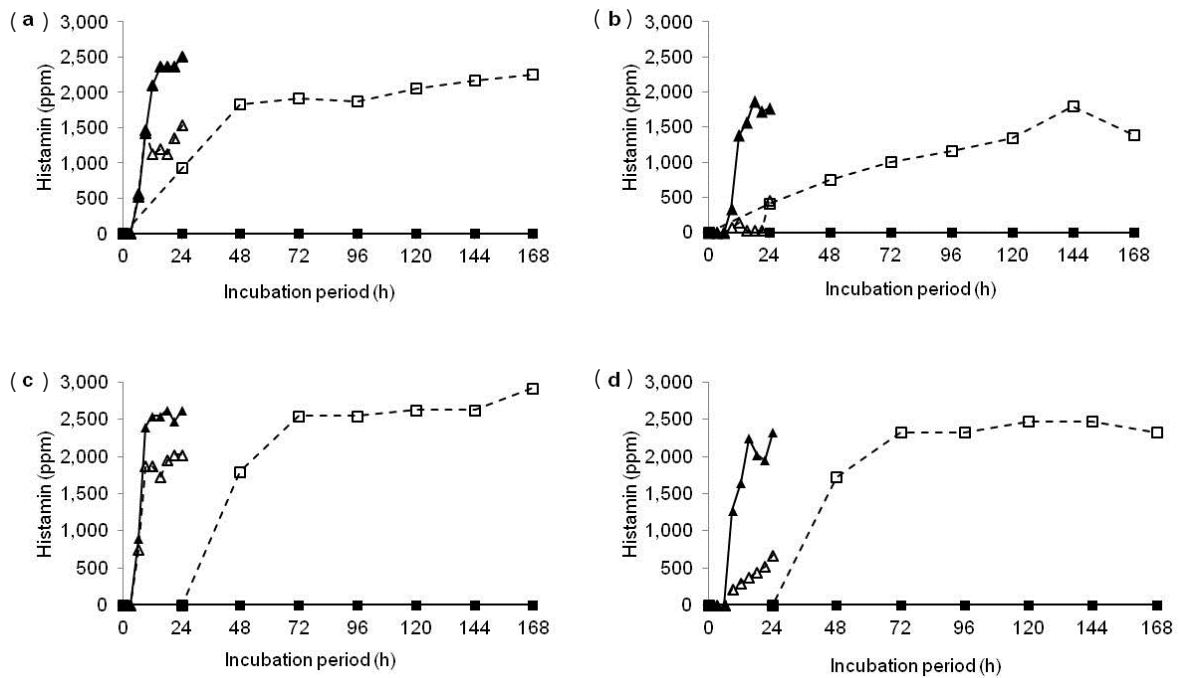 ( a )
3,000
2,500
2,000
1,500
1,000
500
0
Histamin (ppm)
0 24 48 72 96 120 144 168
Incubation period (h)
( b )
3,000
2,500
2,000
1,500
1,000
500
0
Histamin (ppm)
0 24 48 72 96 120 144 168
Incubation period (h)
( c )
3,000
2,500
2,000
1,500
1,000
500
0
Histamin (ppm)
0 24 48 72 96 120 144 168
Incubation period (h)
( d )
3,000
2,500
2,000
1,500
1,000
500
0
Histamin (ppm)
0 24 48 72 96 120 144 168
Incubation period (h)